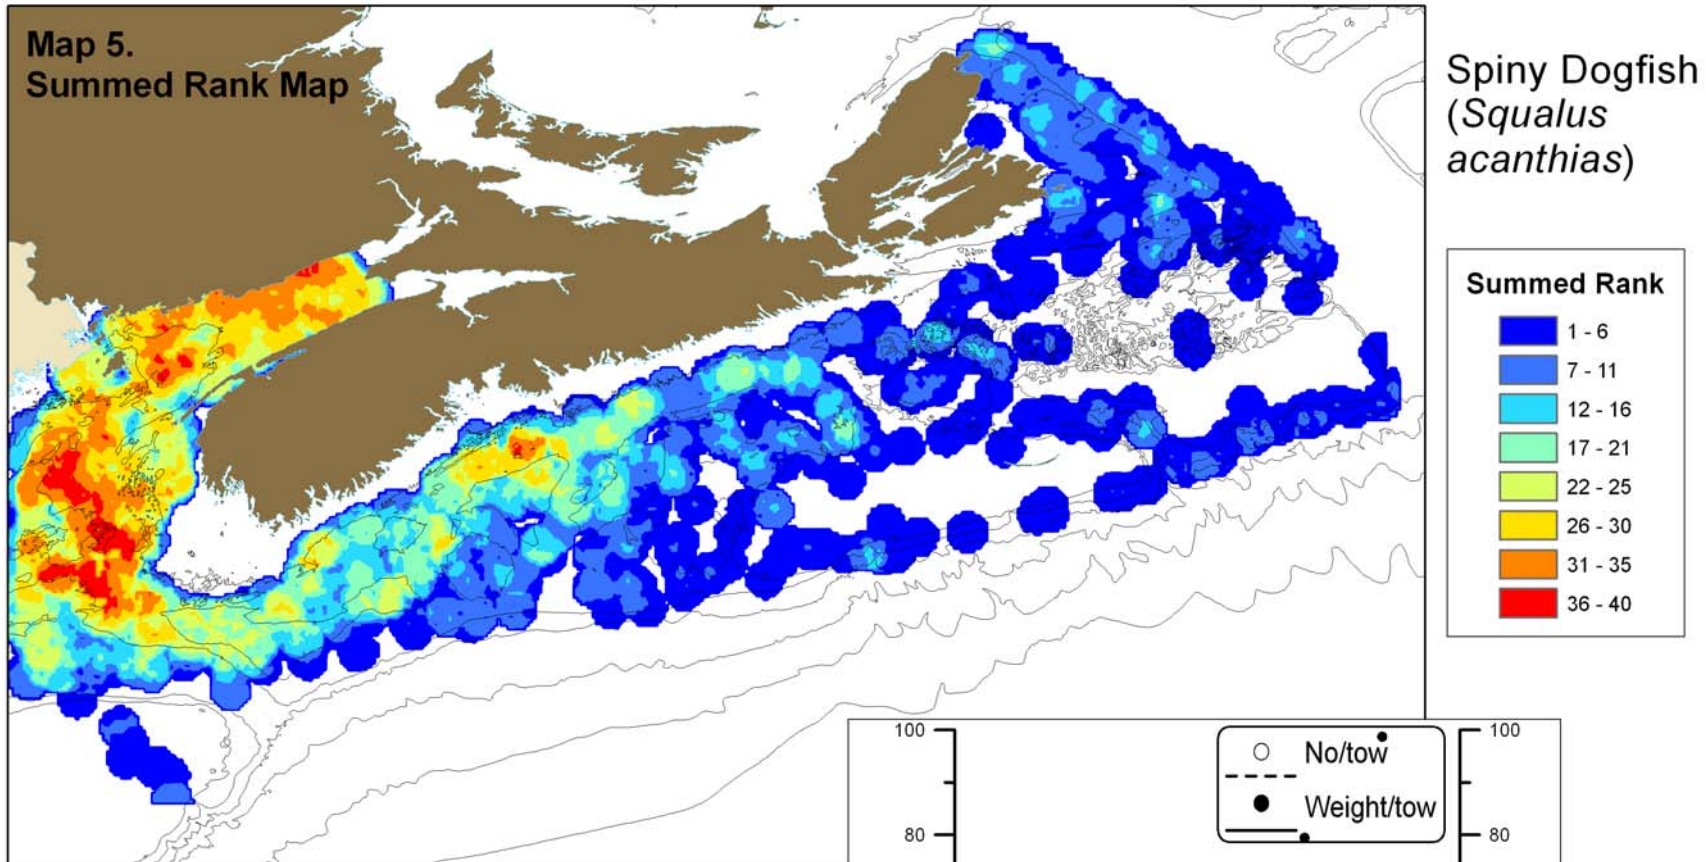 Map 5.
Summed Rank Map
Spiny Dogfish
(Squalus
acanthias)
Summed Rank
1 - 6
7 - 11
12 - 16
17 - 21
22 - 25
26 - 30
31 - 35
36 - 40
100
80
No/tow
Weight/tow
100
80